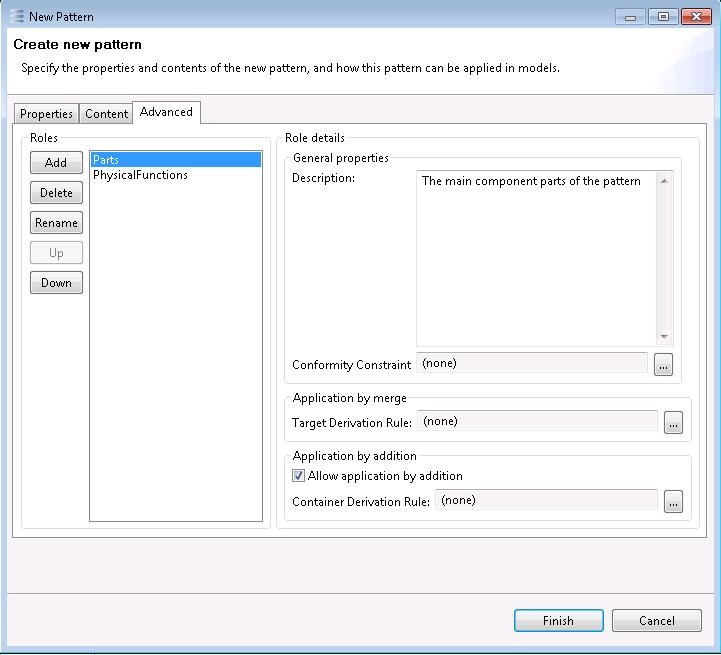 New Pattern
Create new pattern
Specify the properties and contents of the new pattern, and how this pattern can be applied in models.
Properties Content Advanced
Roles
Add
Delete
Rename
Up
Down
Parts
PhysicalFunctions
Role details
General properties
Description:
The main component parts of the pattern
Conformity Constraint (none) ...
Application by merge
Target Derivation Rule: (none) ...
Application by addition
Allow application by addition
Container Derivation Rule: (none) ...
Finish Cancel